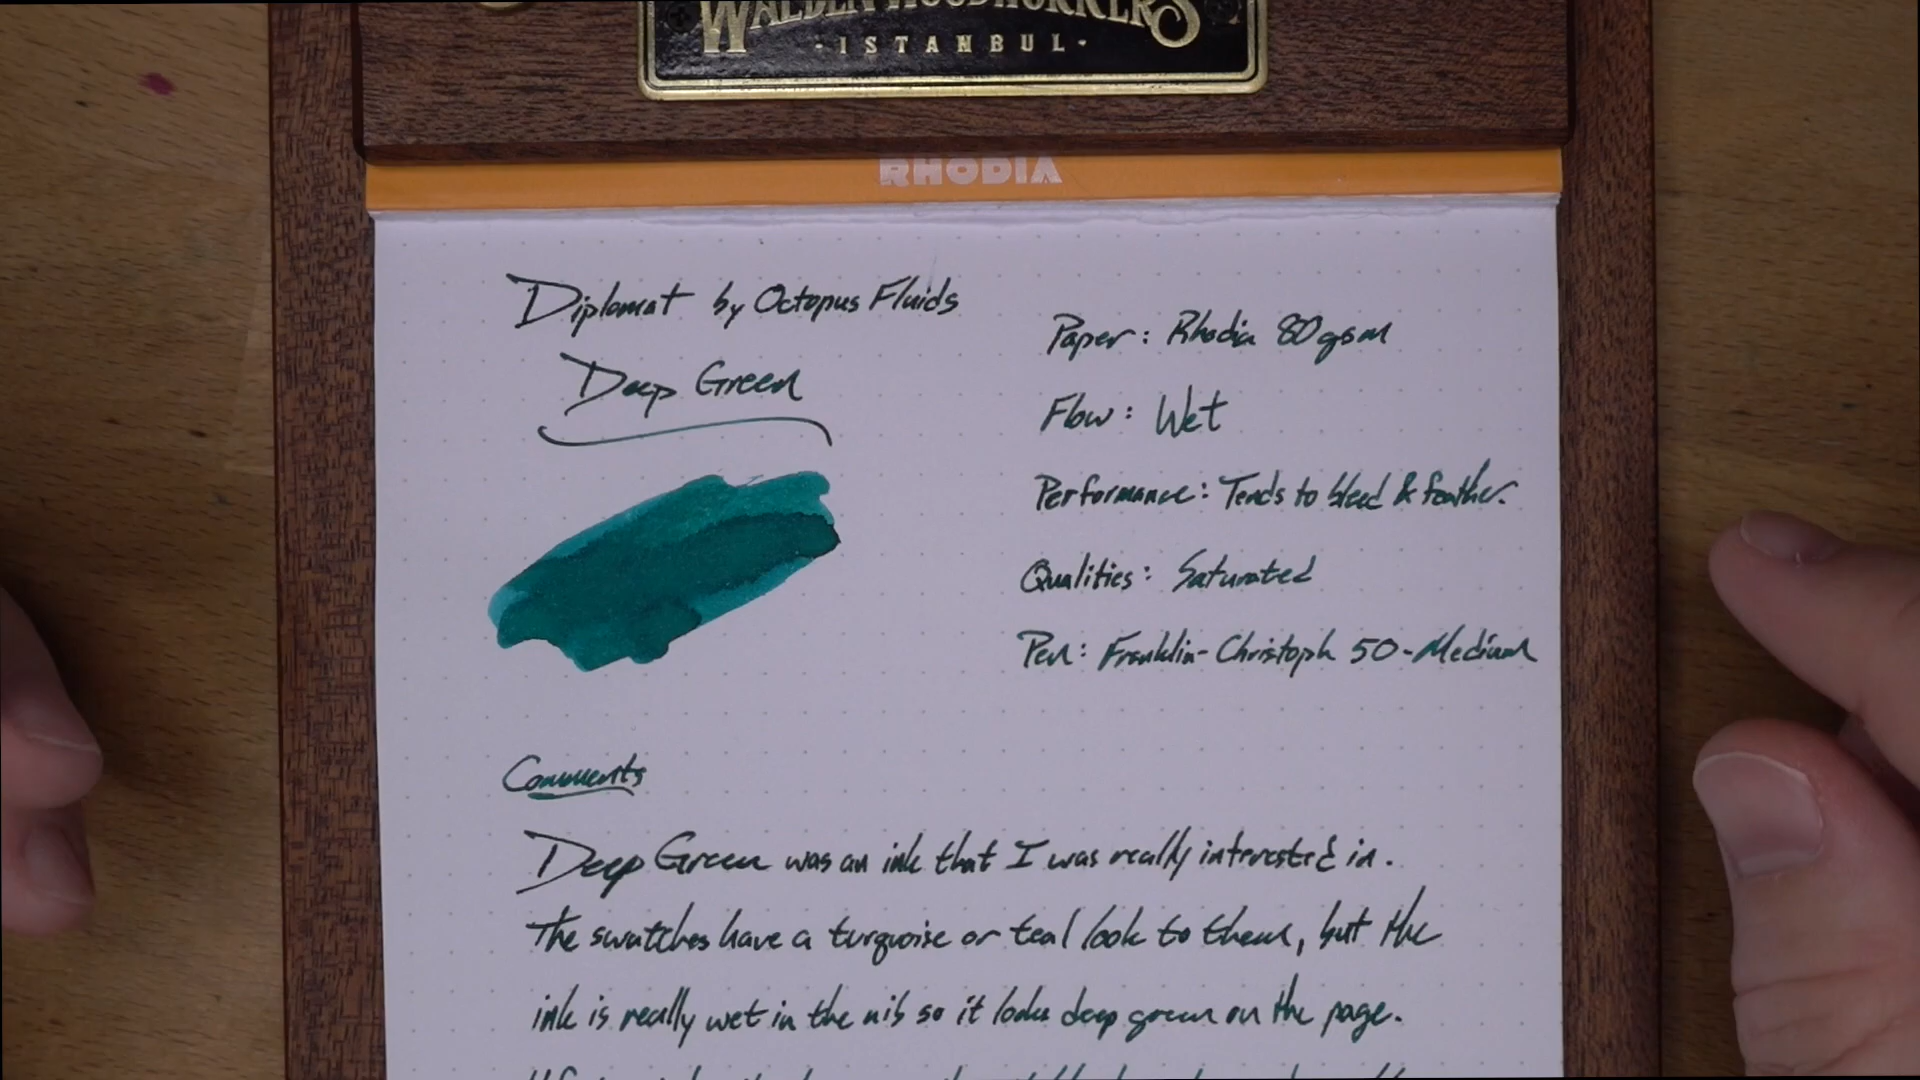 WALDEN WOODWORKERS
· ISTANBUL ·
RHODIA
Diplomat by Octopus Fluids
Deep Green
Paper: Rhodia 80gsm
Flow: Wet
Performance: Tends to bleed & feather.
Qualities: Saturated
Pen: Franklin-Christoph 50-Medium
Comments
Deep Green was an ink that I was really interested in.
The swatches have a turquoise or teal look to them, but the
ink is really wet in the nib so it looks deep green on the page.